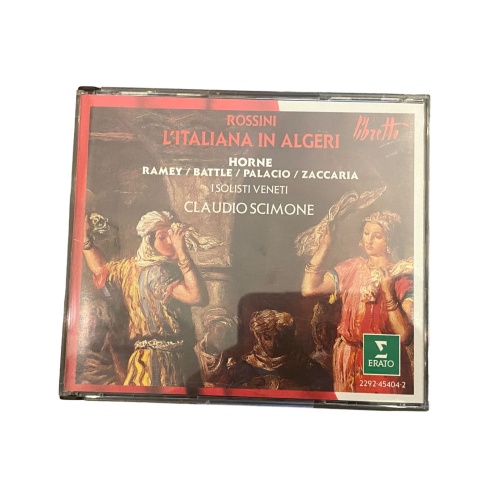 ROSSINI
L'ITALIANA IN ALGERI
libretto
HORNE
RAMEY / BATTLE / PALACIO / ZACCARIA
I SOLISTI VENETI
CLAUDIO SCIMONE
ERATO
2292-45404-2